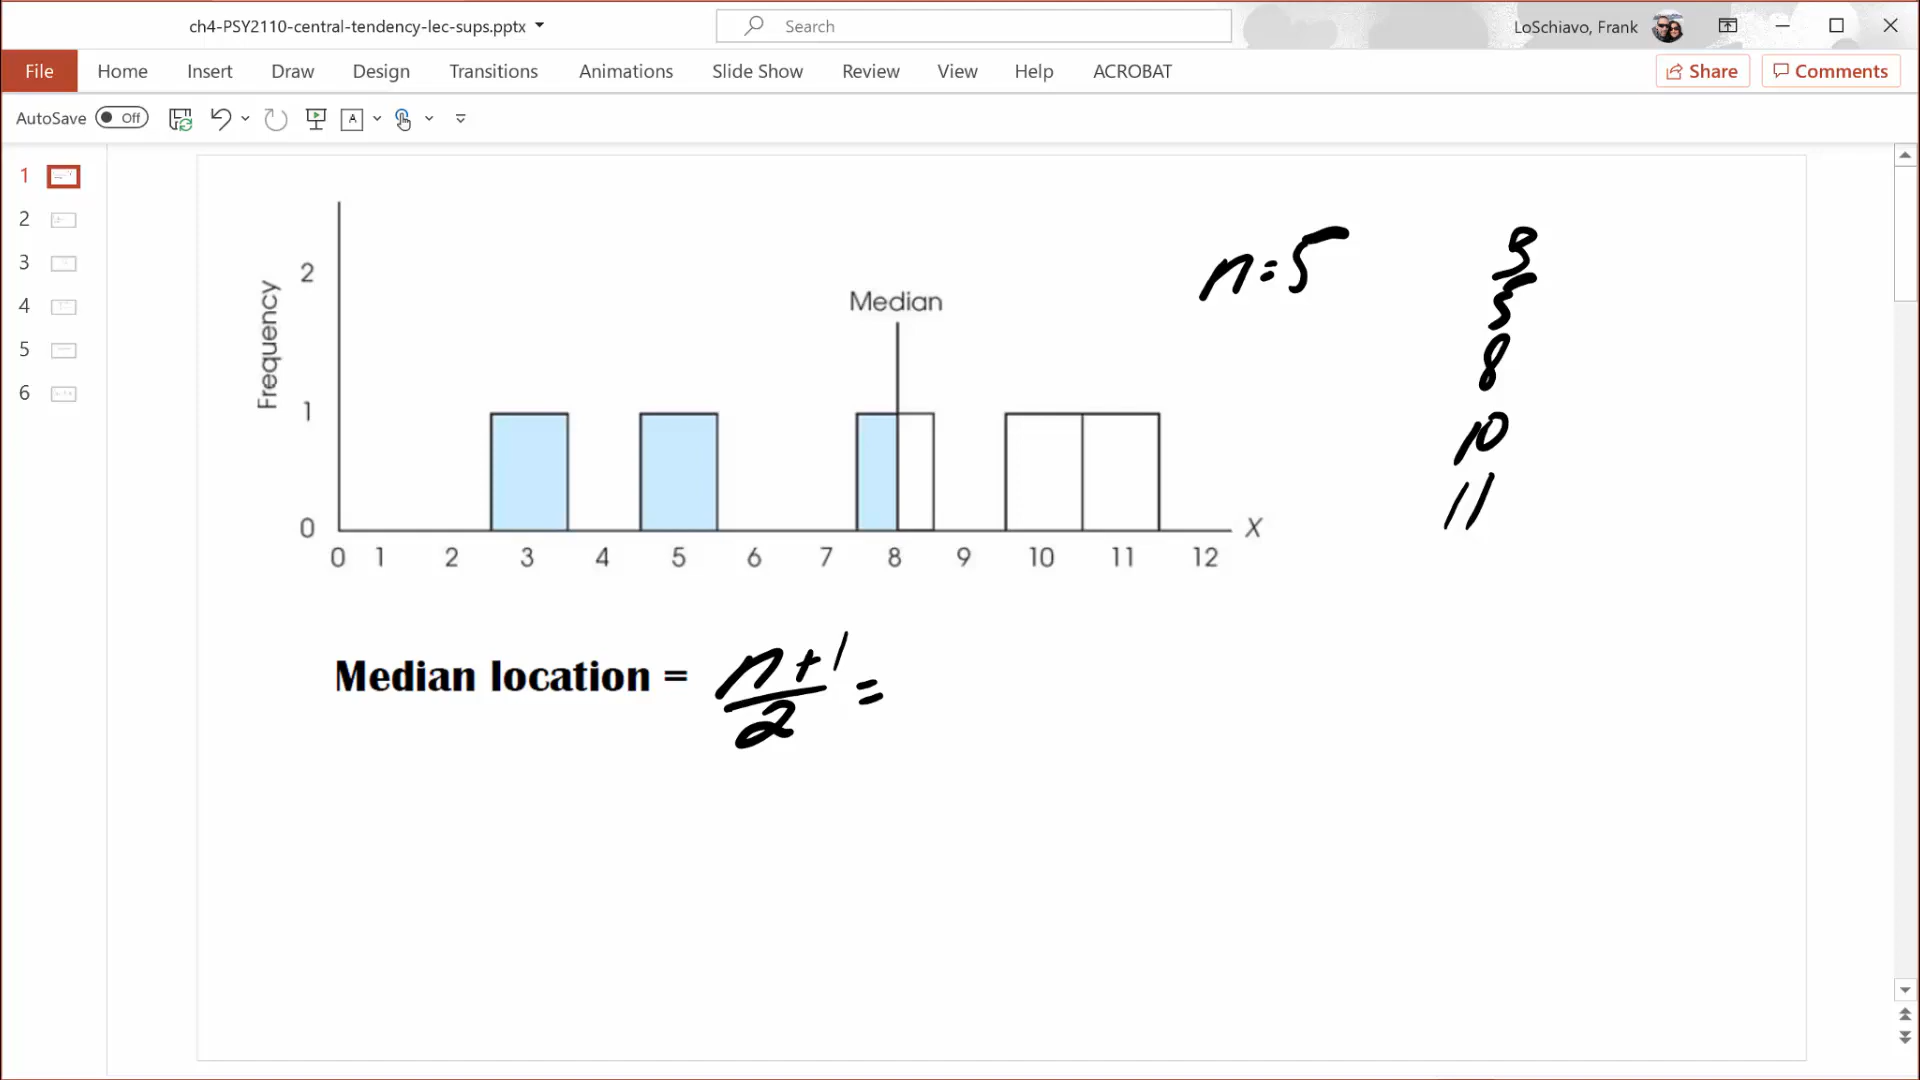 ch4-PSY2110-central-tendency-lec-sups.pptx
Search
LoSchiavo, Frank
File Home Insert Draw Design Transitions Animations Slide Show Review View Help ACROBAT
Share Comments
AutoSave Off A
1
2
3
4
5
6
Frequency
2
1
0
Median
0 1 2 3 4 5 6 7 8 9 10 11 12
X
n=5
3
5
8
10
11
Median location = n+1/2 =